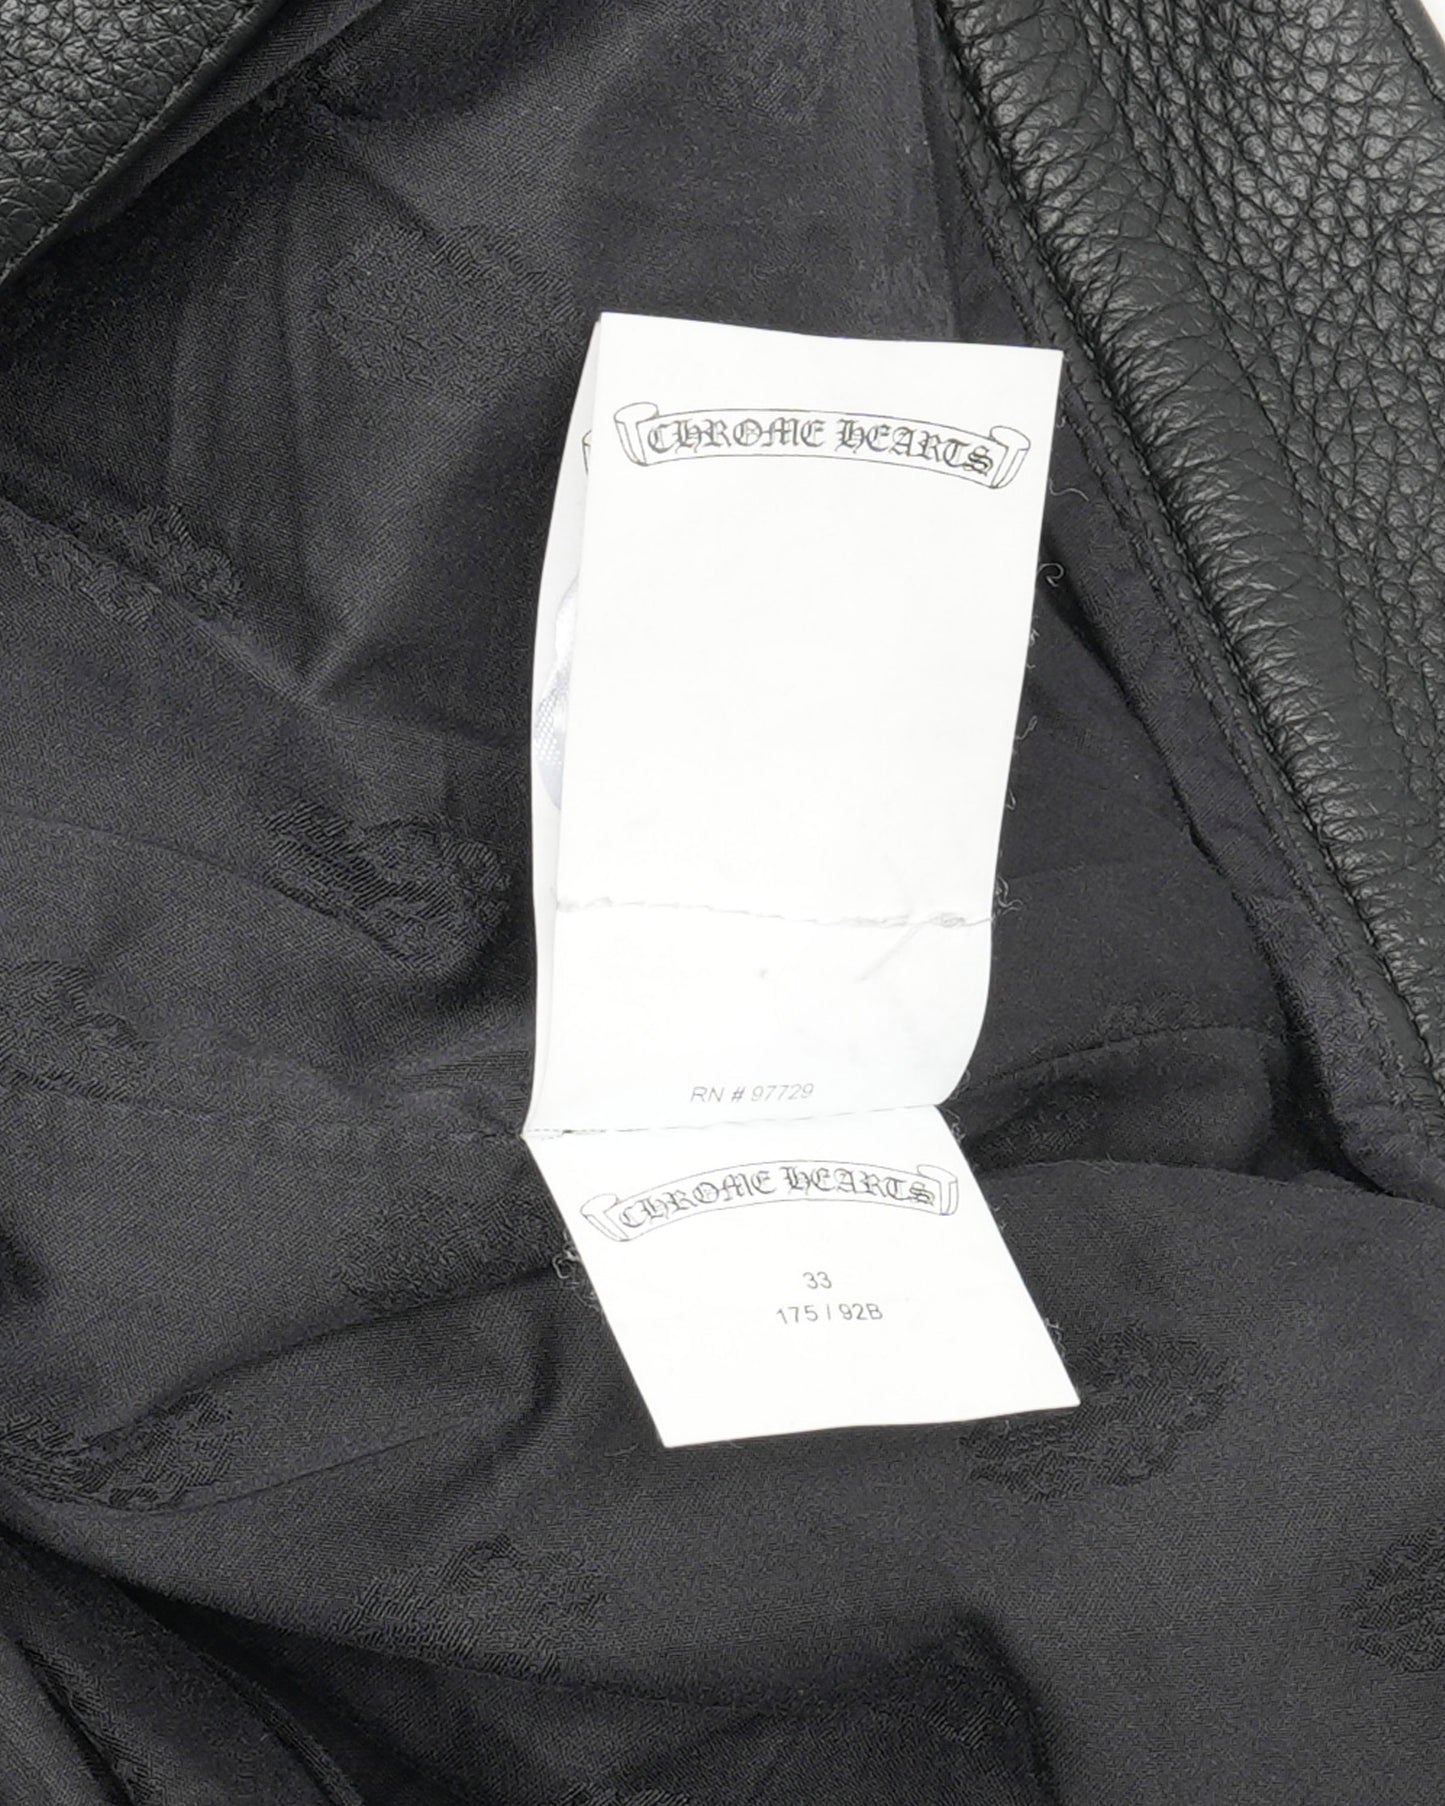 CHROME HEARTS
RN # 97729
CHROME HEARTS
33
175 / 92B